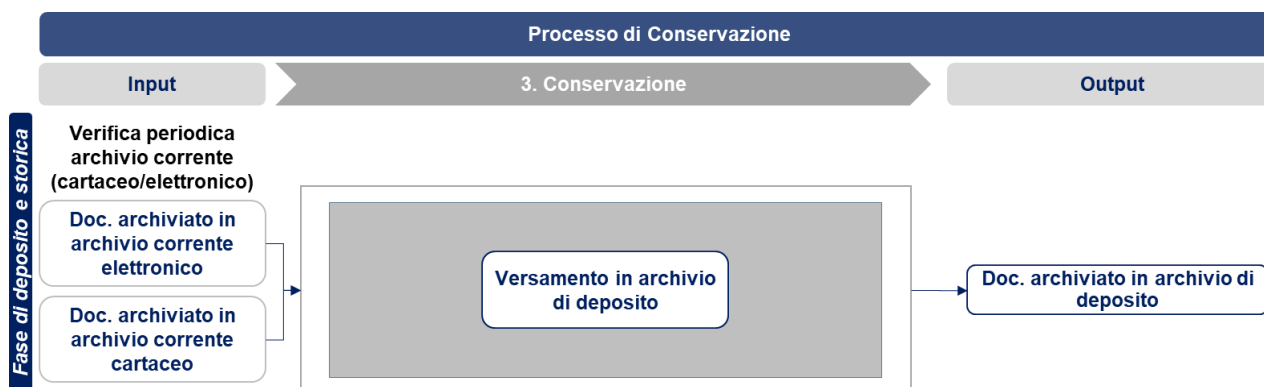 Processo di Conservazione
Input
3. Conservazione
Output
Fase di deposito e storica
Verifica periodica
archivio corrente
(cartaceo/elettronico)
Doc. archiviato in
archivio corrente
elettronico
Doc. archiviato in
archivio corrente
cartaceo
Versamento in archivio
di deposito
Doc. archiviato in archivio di
deposito